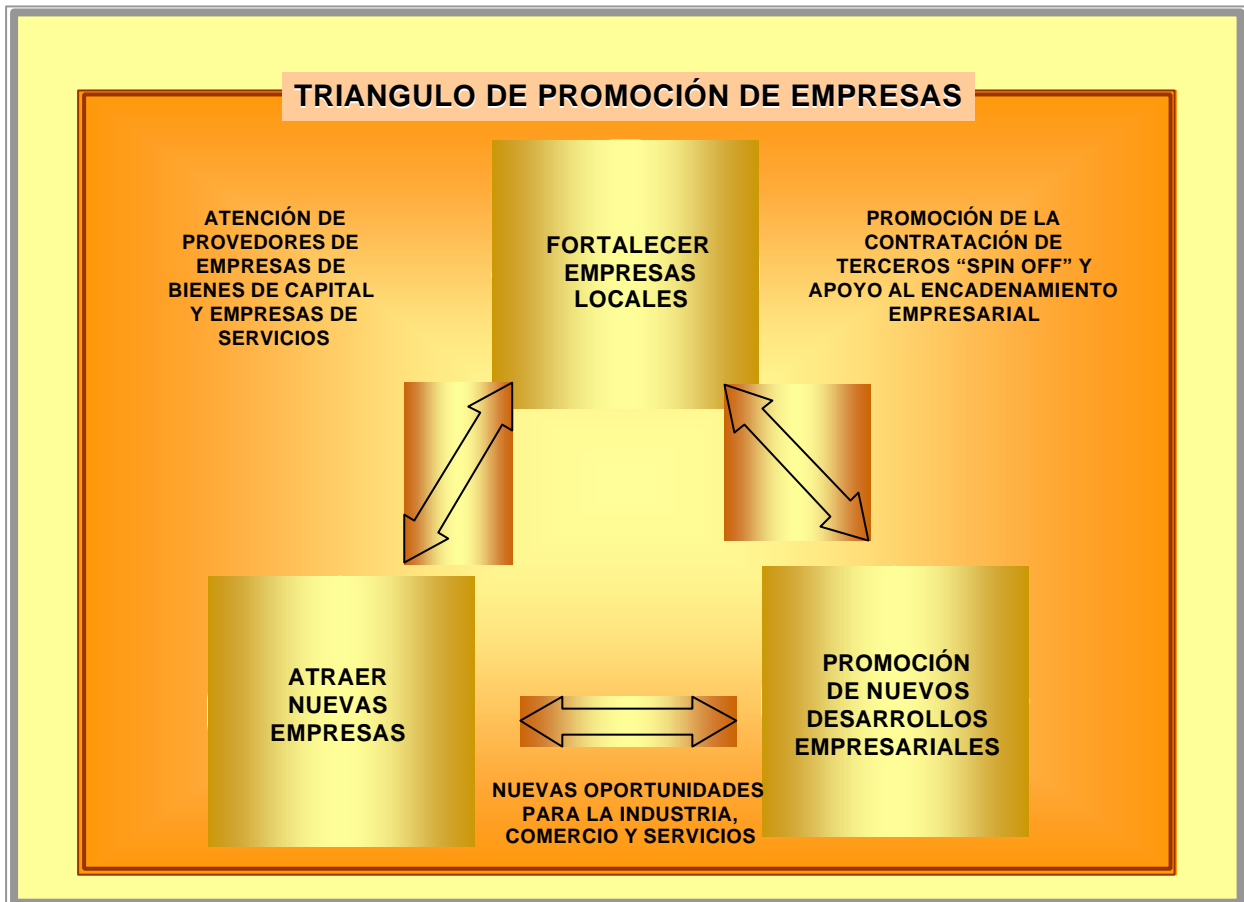 TRIANGULO DE PROMOCIÓN DE EMPRESAS
ATENCIÓN DE
PROVEDORES DE
EMPRESAS DE
BIENES DE CAPITAL
Y EMPRESAS DE
SERVICIOS
FORTALECER
EMPRESAS
LOCALES
PROMOCIÓN DE LA
CONTRATACIÓN DE
TERCEROS “SPIN OFF” Y
APOYO AL ENCADENAMIENTO
EMPRESARIAL
ATRAER
NUEVAS
EMPRESAS
PROMOCIÓN
DE NUEVOS
DESARROLLOS
EMPRESARIALES
NUEVAS OPORTUNIDADES
PARA LA INDUSTRIA,
COMERCIO Y SERVICIOS